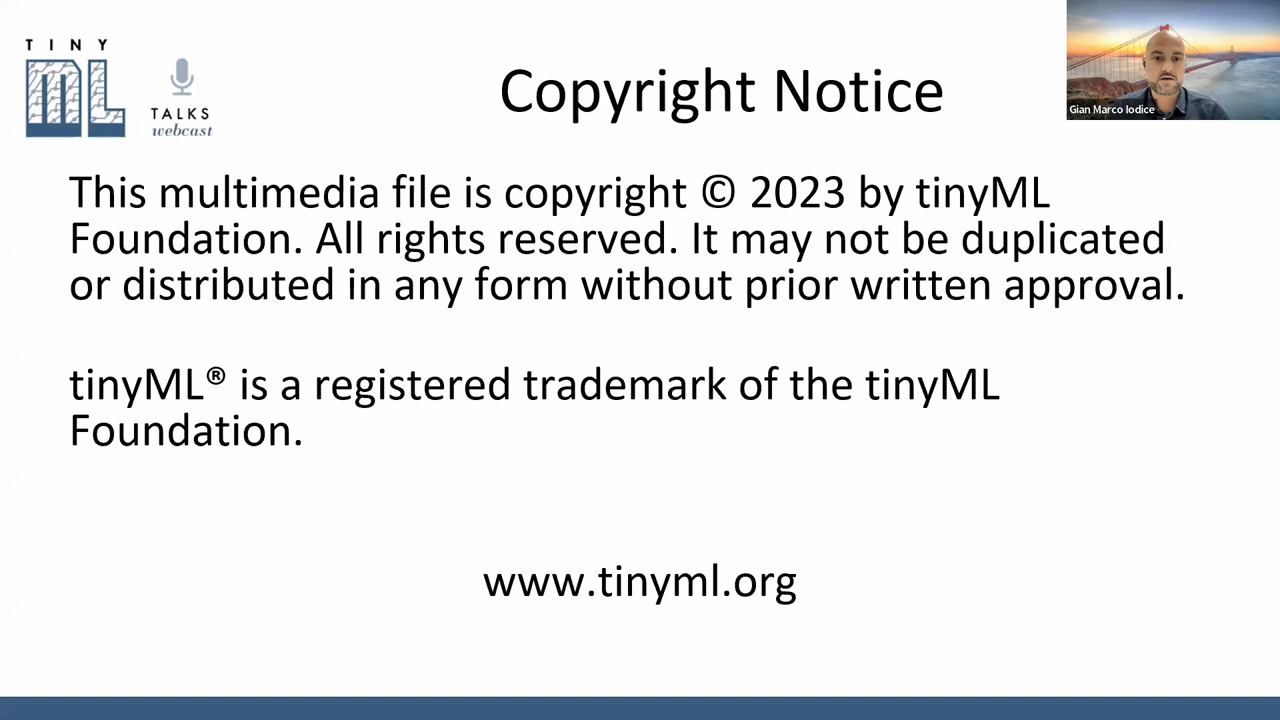 TINY
ML
TALKS
webcast
Copyright Notice
Gian Marco Iodice
This multimedia file is copyright © 2023 by tinyML
Foundation. All rights reserved. It may not be duplicated
or distributed in any form without prior written approval.
tinyML® is a registered trademark of the tinyML
Foundation.
www.tinyml.org